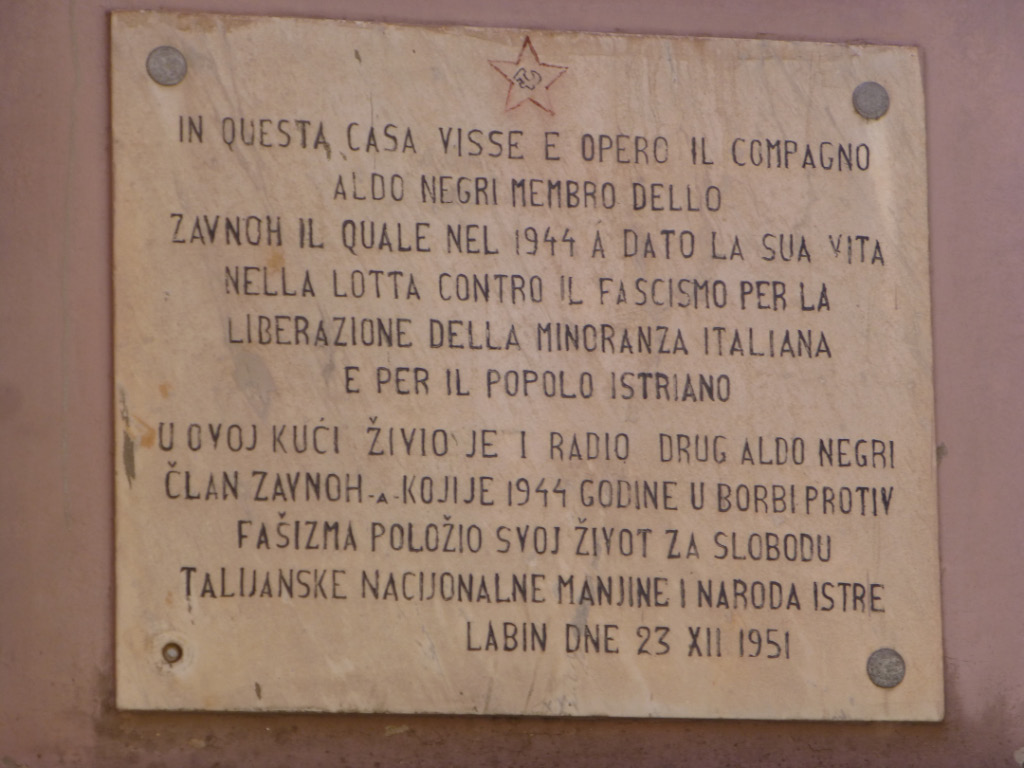 IN QUESTA CASA VISSE E OPERO IL COMPAGNO
ALDO NEGRI MEMBRO DELLO
ZAVNOH IL QUALE NEL 1944 Á DATO LA SUA VITA
NELLA LOTTA CONTRO IL FASCISMO PER LA
LIBERAZIONE DELLA MINORANZA ITALIANA
E PER IL POPOLO ISTRIANO
U OVOJ KUĆI ŽIVIO JE I RADIO DRUG ALDO NEGRI
ČLAN ZAVNOH-A-KOJI JE 1944 GODINE U BORBI PROTIV
FAŠIZMA POLOŽIO SVOJ ŽIVOT ZA SLOBODU
TALIJANSKE NACIJONALNE MANJINE I NARODA ISTRE
LABIN DNE 23 XII 1951